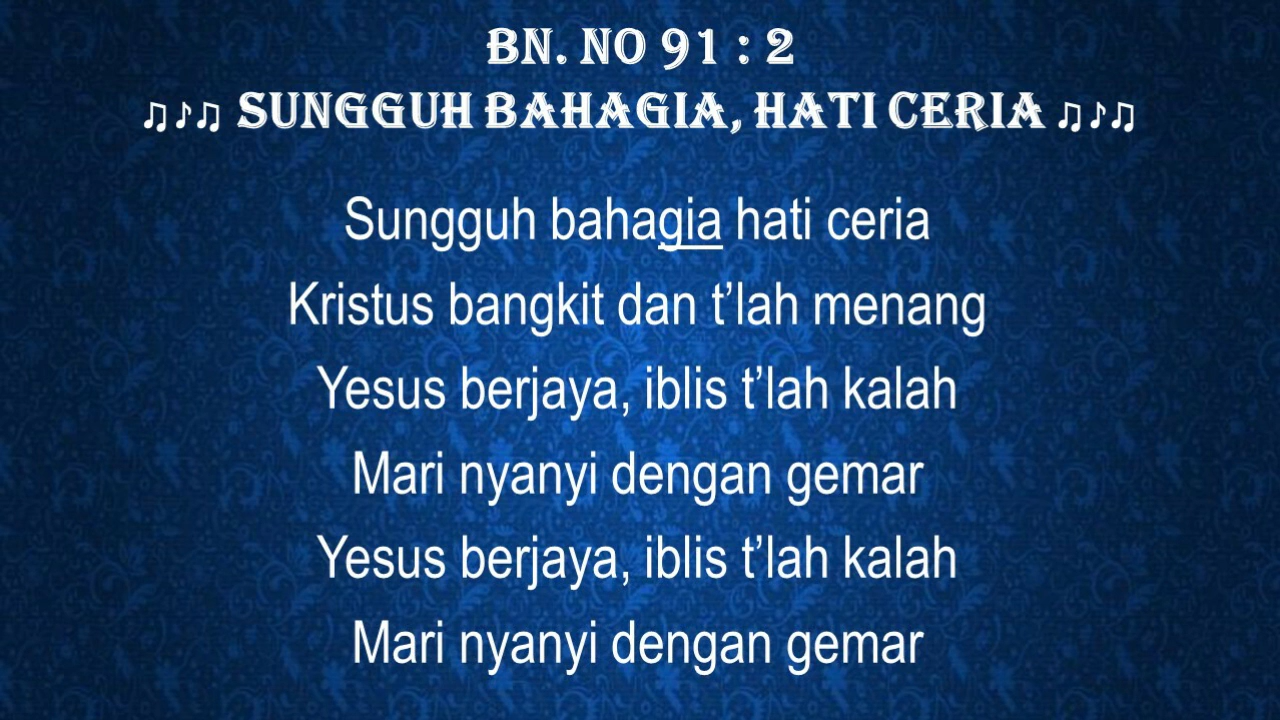 BN. NO 91 : 2
♫♪♫ SUNGGUH BAHAGIA, HATI CERIA ♫♪♫
Sungguh bahagia hati ceria
Kristus bangkit dan t’lah menang
Yesus berjaya, iblis t’lah kalah
Mari nyanyi dengan gemar
Yesus berjaya, iblis t’lah kalah
Mari nyanyi dengan gemar